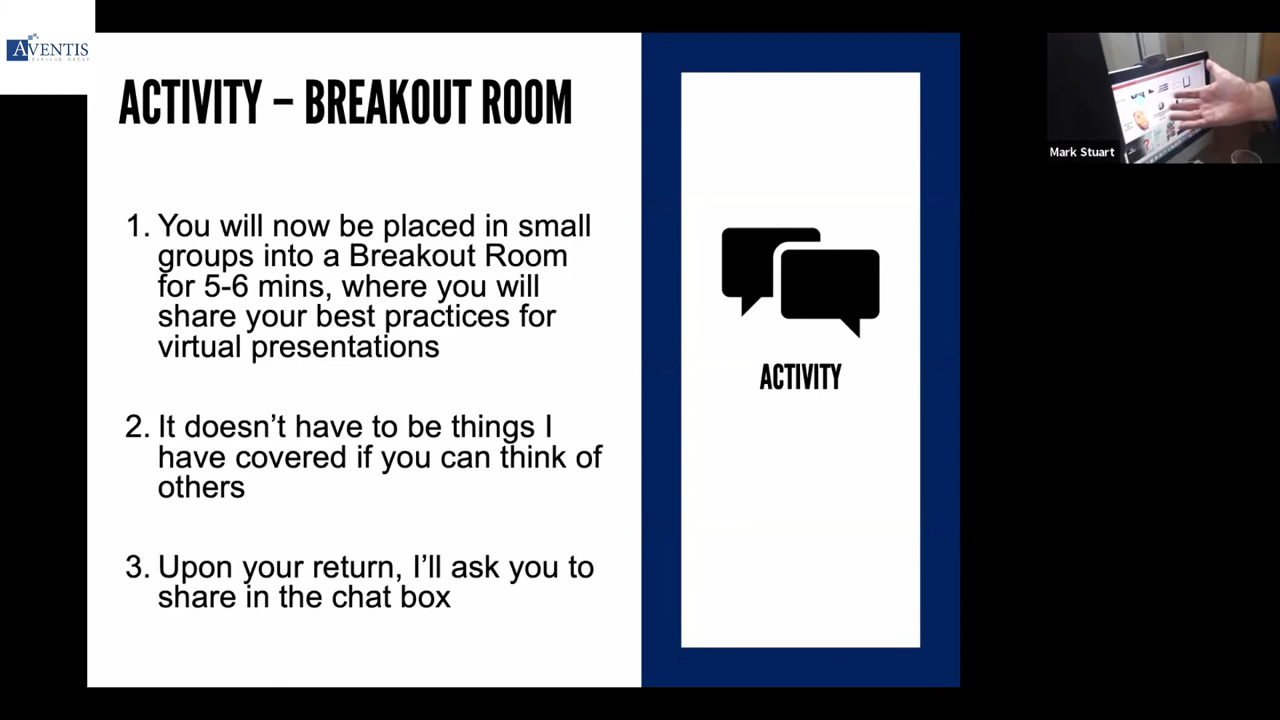 AVENTIS
LEARNING GROUP
ACTIVITY – BREAKOUT ROOM
1. You will now be placed in small
groups into a Breakout Room
for 5-6 mins, where you will
share your best practices for
virtual presentations
2. It doesn’t have to be things I
have covered if you can think of
others
3. Upon your return, I’ll ask you to
share in the chat box
ACTIVITY
Mark Stuart